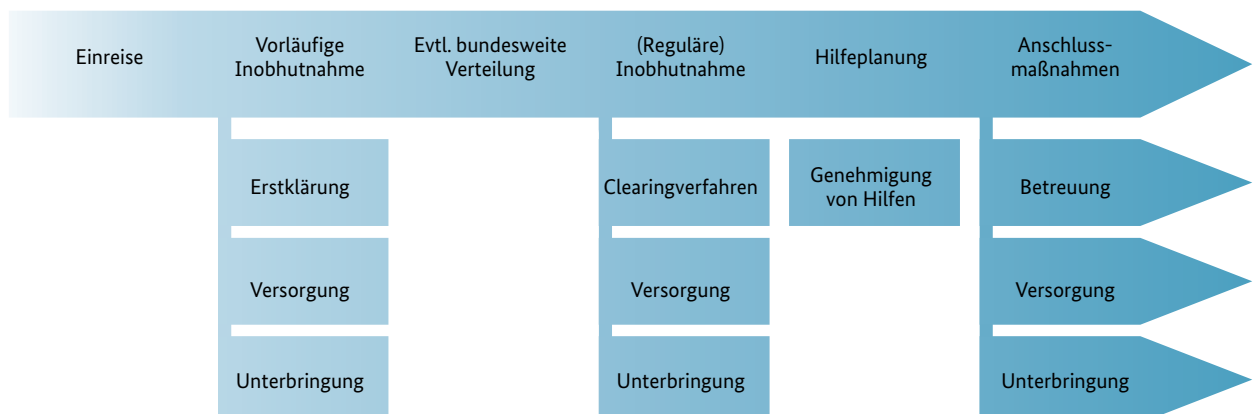 Einreise
Vorläufige
Inobhutnahme
Evtl. bundesweite
Verteilung
(Reguläre)
Inobhutnahme
Hilfeplanung
Anschluss-
maßnahmen
Erstklärung
Clearingverfahren
Genehmigung
von Hilfen
Betreuung
Versorgung
Versorgung
Versorgung
Unterbringung
Unterbringung
Unterbringung